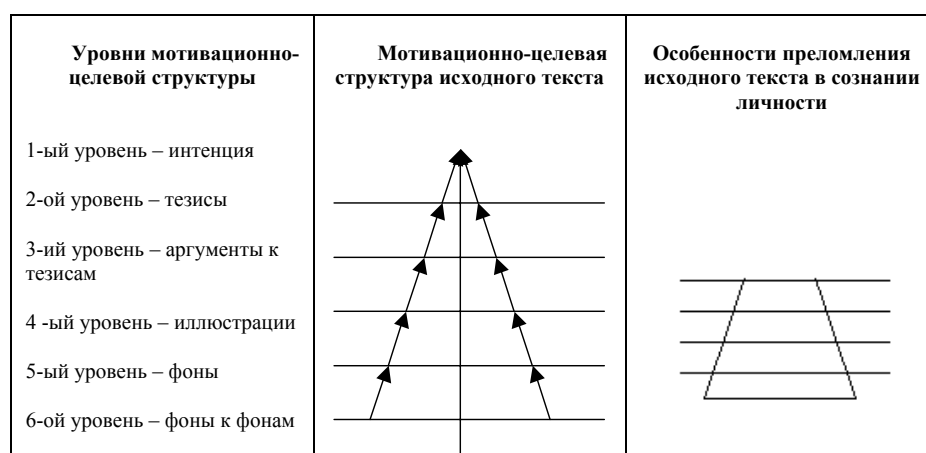 Уровни мотивационно-
целевой структуры
Мотивационно-целевая
структура исходного текста
Особенности преломления
исходного текста в сознании
личности
1-ый уровень – интенция
2-ой уровень – тезисы
3-ий уровень – аргументы к
тезисам
4 -ый уровень – иллюстрации
5-ый уровень – фоны
6-ой уровень – фоны к фонам